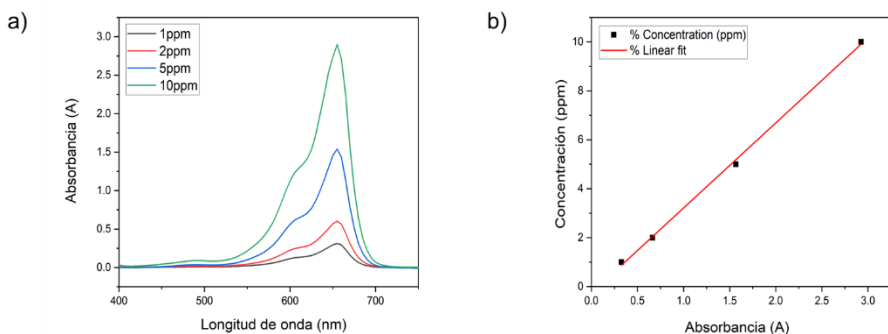 a)
1ppm
2ppm
5ppm
10ppm
3.0
2.5
2.0
1.5
1.0
0.5
0.0
Absorbancia (A)
400
500
600
700
Longitud de onda (nm)
b)
% Concentration (ppm)
% Linear fit
10
8
6
4
2
0
Concentración (ppm)
0.0
0.5
1.0
1.5
2.0
2.5
3.0
Absorbancia (A)